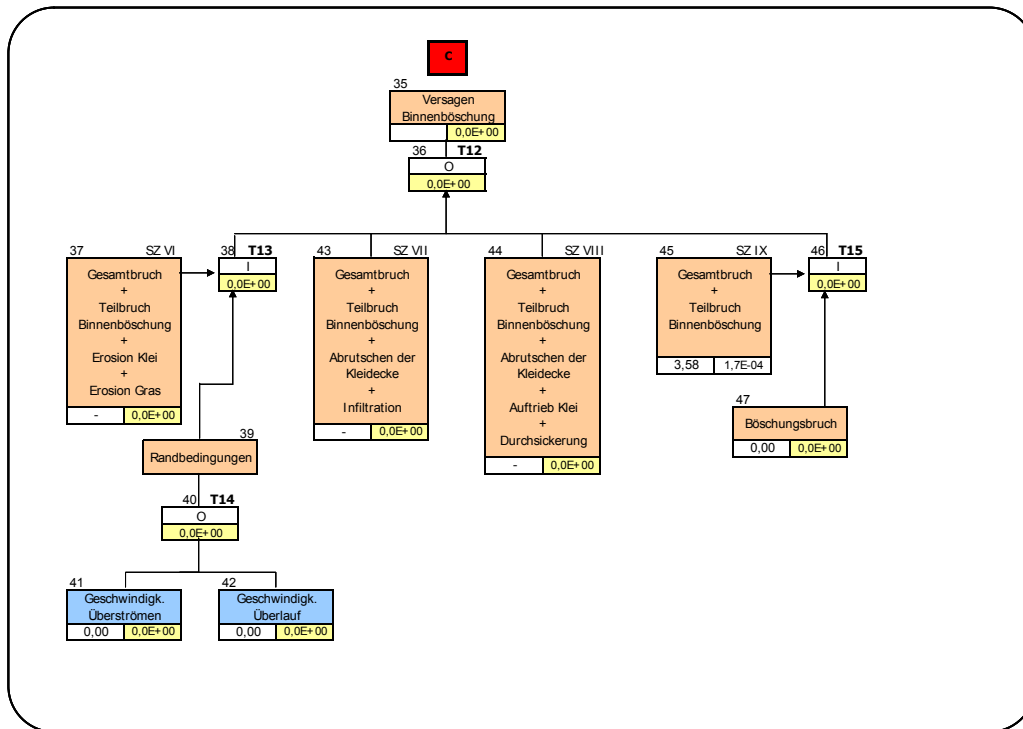 C
35
Versagen
Binnenböschung
0,0E+00
36 T12
O
0,0E+00
37 SZ VI
Gesamtbruch
+
Teilbruch
Binnenböschung
+
Erosion Klei
+
Erosion Gras
- 0,0E+00
38 T13
I
0,0E+00
43 SZ VII
Gesamtbruch
+
Teilbruch
Binnenböschung
+
Abrutschen der
Kleidecke
+
Infiltration
- 0,0E+00
44 SZ VIII
Gesamtbruch
+
Teilbruch
Binnenböschung
+
Abrutschen der
Kleidecke
+
Auftrieb Klei
+
Durchsickerung
- 0,0E+00
45 SZ IX
Gesamtbruch
+
Teilbruch
Binnenböschung
3,58 1,7E-04
46 T15
I
0,0E+00
47
Böschungsbruch
0,00 0,0E+00
39
Randbedingungen
40 T14
O
0,0E+00
41
Geschwindigk.
Überströmen
0,00 0,0E+00
42
Geschwindigk.
Überlauf
0,00 0,0E+00